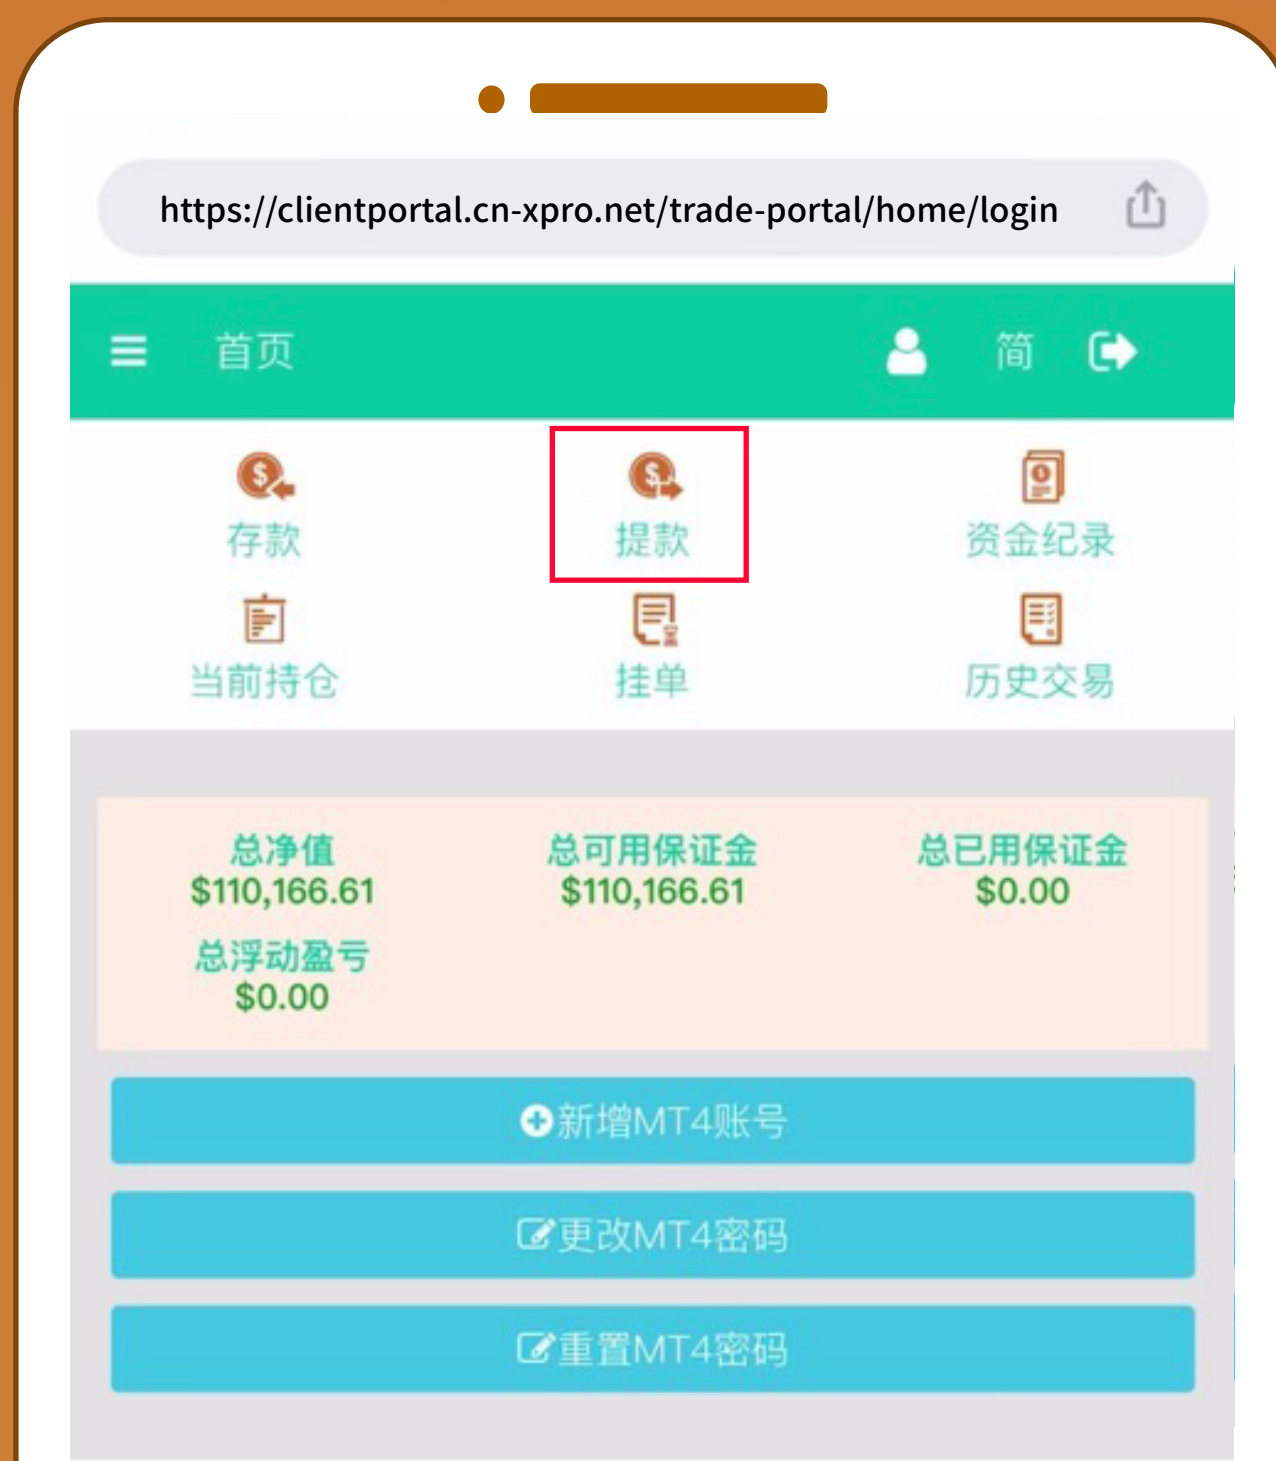 https://clientportal.cn-xpro.net/trade-portal/home/login
首页 简
存款 提款 资金纪录
当前持仓 挂单 历史交易
总净值 总可用保证金 总已用保证金
$110,166.61 $110,166.61 $0.00
总浮动盈亏
$0.00
新增MT4账号
更改MT4密码
重置MT4密码